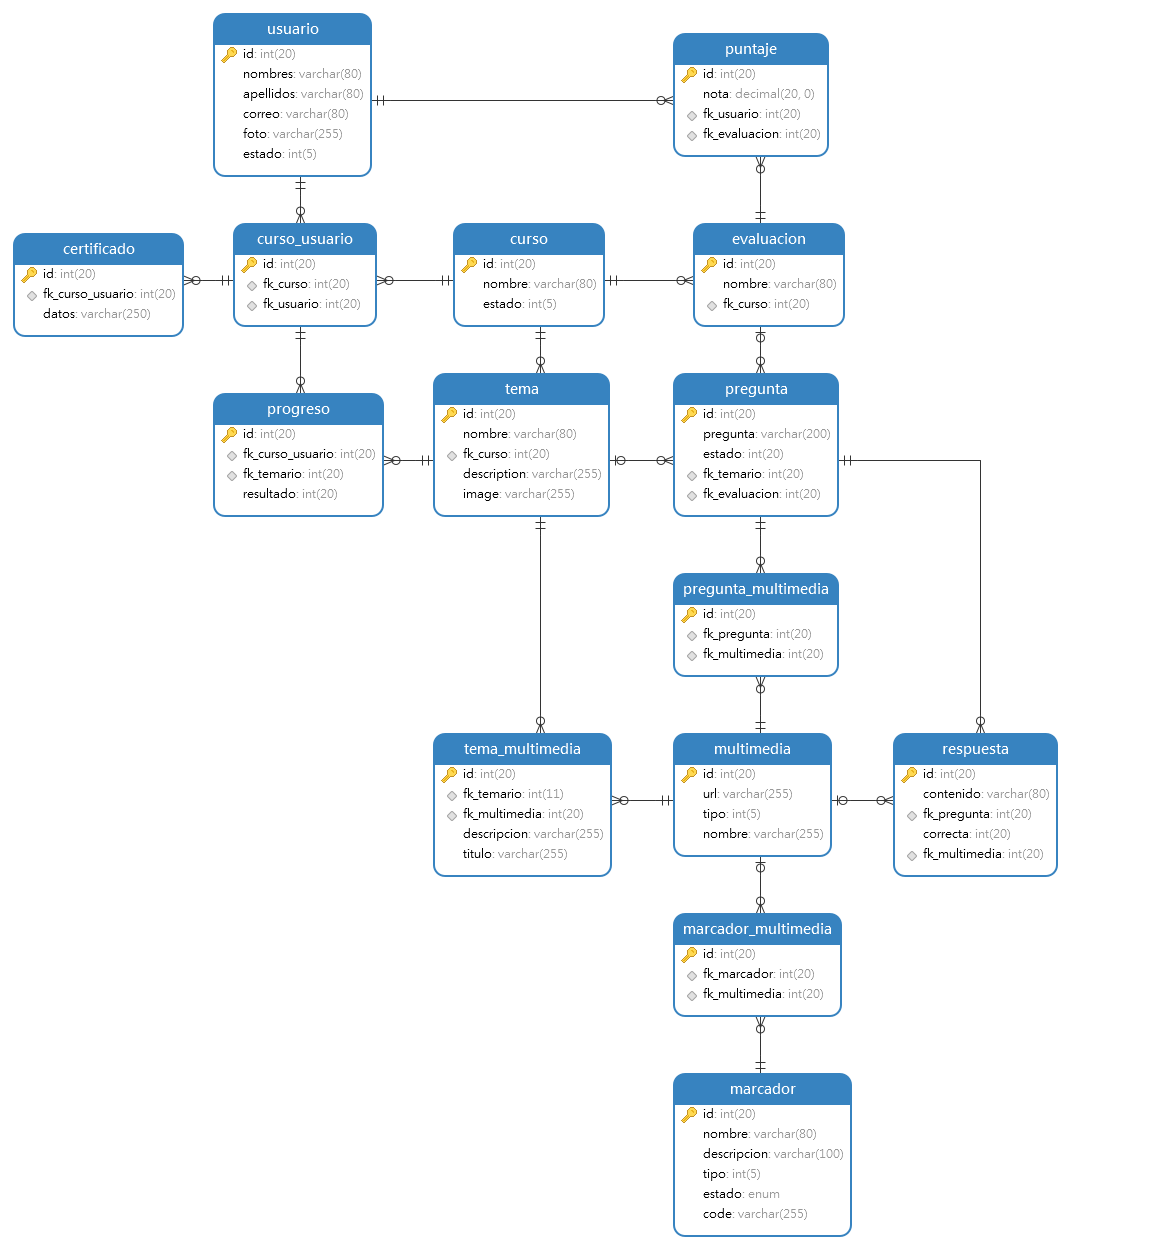 usuario
id: int(20)
nombres: varchar(80)
apellidos: varchar(80)
correo: varchar(80)
foto: varchar(255)
estado: int(5)
puntaje
id: int(20)
nota: decimal(20, 0)
fk_usuario: int(20)
fk_evaluacion: int(20)
certificado
id: int(20)
fk_curso_usuario: int(20)
datos: varchar(250)
curso_usuario
id: int(20)
fk_curso: int(20)
fk_usuario: int(20)
curso
id: int(20)
nombre: varchar(80)
estado: int(5)
evaluacion
id: int(20)
nombre: varchar(80)
fk_curso: int(20)
progreso
id: int(20)
fk_curso_usuario: int(20)
fk_temario: int(20)
resultado: int(20)
tema
id: int(20)
nombre: varchar(80)
fk_curso: int(20)
description: varchar(255)
image: varchar(255)
pregunta
id: int(20)
pregunta: varchar(200)
estado: int(20)
fk_temario: int(20)
fk_evaluacion: int(20)
pregunta_multimedia
id: int(20)
fk_pregunta: int(20)
fk_multimedia: int(20)
tema_multimedia
id: int(20)
fk_temario: int(11)
fk_multimedia: int(20)
descripcion: varchar(255)
titulo: varchar(255)
multimedia
id: int(20)
url: varchar(255)
tipo: int(5)
nombre: varchar(255)
respuesta
id: int(20)
contenido: varchar(80)
fk_pregunta: int(20)
correcta: int(20)
fk_multimedia: int(20)
marcador_multimedia
id: int(20)
fk_marcador: int(20)
fk_multimedia: int(20)
marcador
id: int(20)
nombre: varchar(80)
descripcion: varchar(100)
tipo: int(5)
estado: enum
code: varchar(255)